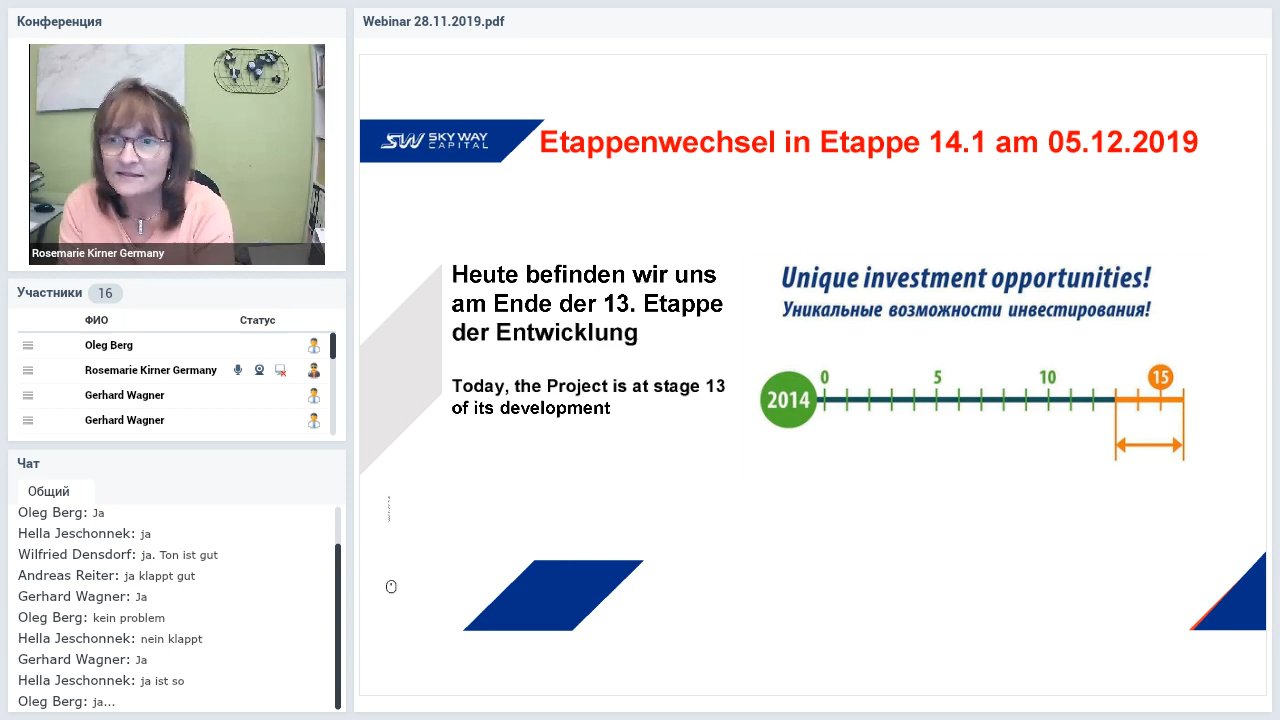 Конференция
Rosemarie Kirner Germany
Участники 16
ФИО Статус
Oleg Berg
Rosemarie Kirner Germany
Gerhard Wagner
Gerhard Wagner
Чат
Общий
Oleg Berg: Ja
Hella Jeschonnek: ja
Wilfried Densdorf: ja. Ton ist gut
Andreas Reiter: ja klappt gut
Gerhard Wagner: Ja
Oleg Berg: kein problem
Hella Jeschonnek: nein klappt
Gerhard Wagner: Ja
Hella Jeschonnek: ja ist so
Oleg Berg: ja...
Webinar 28.11.2019.pdf
SW SKY WAY
CAPITAL
Etappenwechsel in Etappe 14.1 am 05.12.2019
Heute befinden wir uns
am Ende der 13. Etappe
der Entwicklung
Today, the Project is at stage 13
of its development
Unique investment opportunities!
Уникальные возможности инвестирования!
2014 0 5 10 15